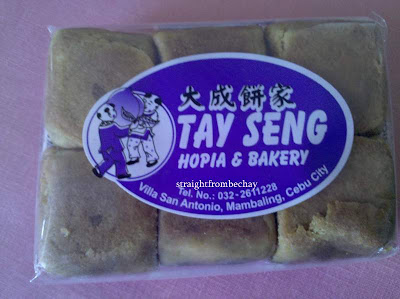 大成餅家
TAY SENG
HOPIA & BAKERY
straightfrombechay
Tel. No.: 032-2611228
Villa San Antonio, Mambaling, Cebu City